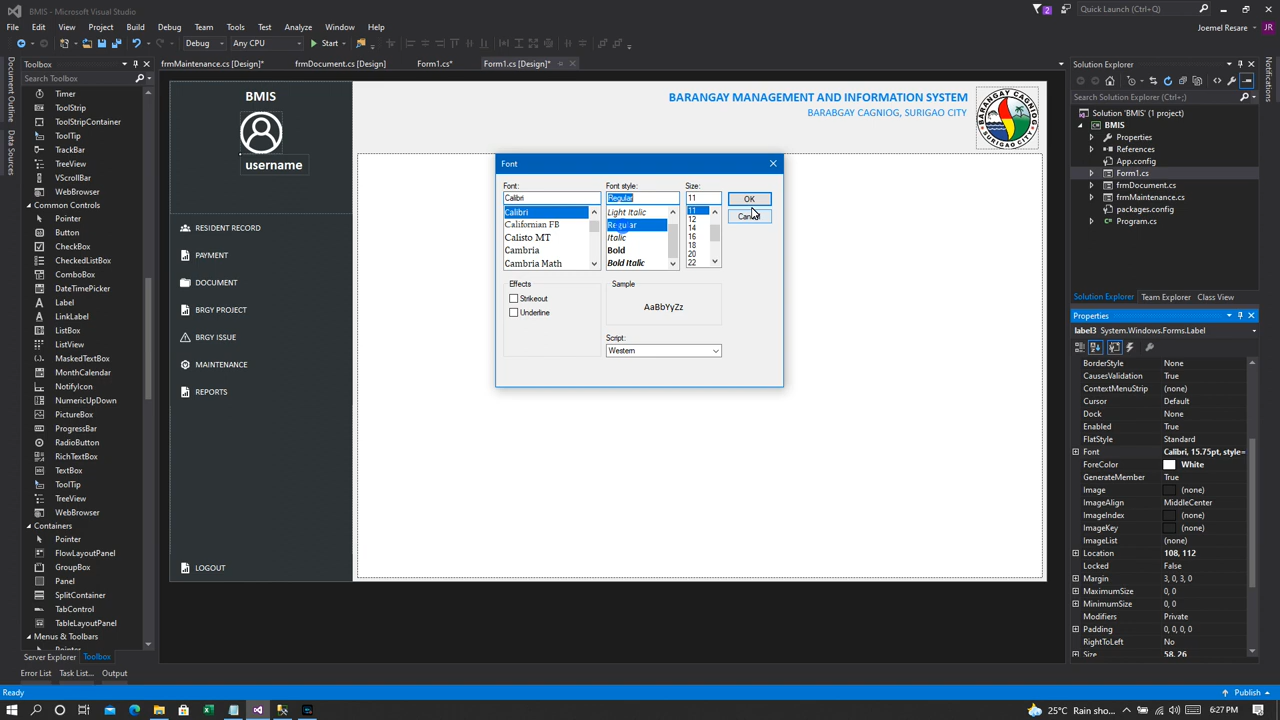 BMIS - Microsoft Visual Studio
2
Quick Launch (Ctrl+Q)
File Edit View Project Build Debug Team Tools Test Analyze Window Help
Joemel Resare
JR
Debug Any CPU Start
Toolbox
frmMaintenance.cs [Design]* frmDocument.cs [Design] Form1.cs* Form1.cs [Design]*
Solution Explorer
Search Toolbox
Search Solution Explorer (Ctrl+;)
Document Outline
Data Sources
Notifications
Timer
ToolStrip
ToolStripContainer
ToolTip
TrackBar
TreeView
VScrollBar
WebBrowser
Common Controls
Pointer
Button
CheckBox
CheckedListBox
ComboBox
DateTimePicker
Label
LinkLabel
ListBox
ListView
MaskedTextBox
MonthCalendar
NotifyIcon
NumericUpDown
PictureBox
ProgressBar
RadioButton
RichTextBox
TextBox
ToolTip
TreeView
WebBrowser
Containers
Pointer
FlowLayoutPanel
GroupBox
Panel
SplitContainer
TabControl
TableLayoutPanel
Menus & Toolbars
Server Explorer Toolbox
Error List Task List... Output
BMIS
username
RESIDENT RECORD
PAYMENT
DOCUMENT
BRGY PROJECT
BRGY ISSUE
MAINTENANCE
REPORTS
LOGOUT
BARANGAY MANAGEMENT AND INFORMATION SYSTEM
BARABGAY CAGNIOG, SURIGAO CITY
Font
Font: Font style: Size:
Calibri Regular 11 OK
Cancel
Calibri
Californian FB
Calisto MT
Cambria
Cambria Math
Light Italic
Regular
Italic
Bold
Bold Italic
11
12
14
16
18
20
22
Effects
Strikeout
Underline
Sample
AaBbYyZz
Script:
Western
Solution 'BMIS' (1 project)
BMIS
Properties
References
App.config
Form1.cs
frmDocument.cs
frmMaintenance.cs
packages.config
Program.cs
Solution Explorer Team Explorer Class View
Properties
label3 System.Windows.Forms.Label
BorderStyle None
CausesValidation True
ContextMenuStrip (none)
Cursor Default
Dock None
Enabled True
FlatStyle Standard
Font Calibri, 15.75pt, style=
ForeColor White
GenerateMember True
Image (none)
ImageAlign MiddleCenter
ImageIndex (none)
ImageKey (none)
ImageList (none)
Location 108, 112
Locked False
Margin 3, 0, 3, 0
MaximumSize 0, 0
MinimumSize 0, 0
Modifiers Private
Padding 0, 0, 0, 0
RightToLeft No
Size 58, 26
Ready
Publish
25°C Rain sho... 6:27 PM